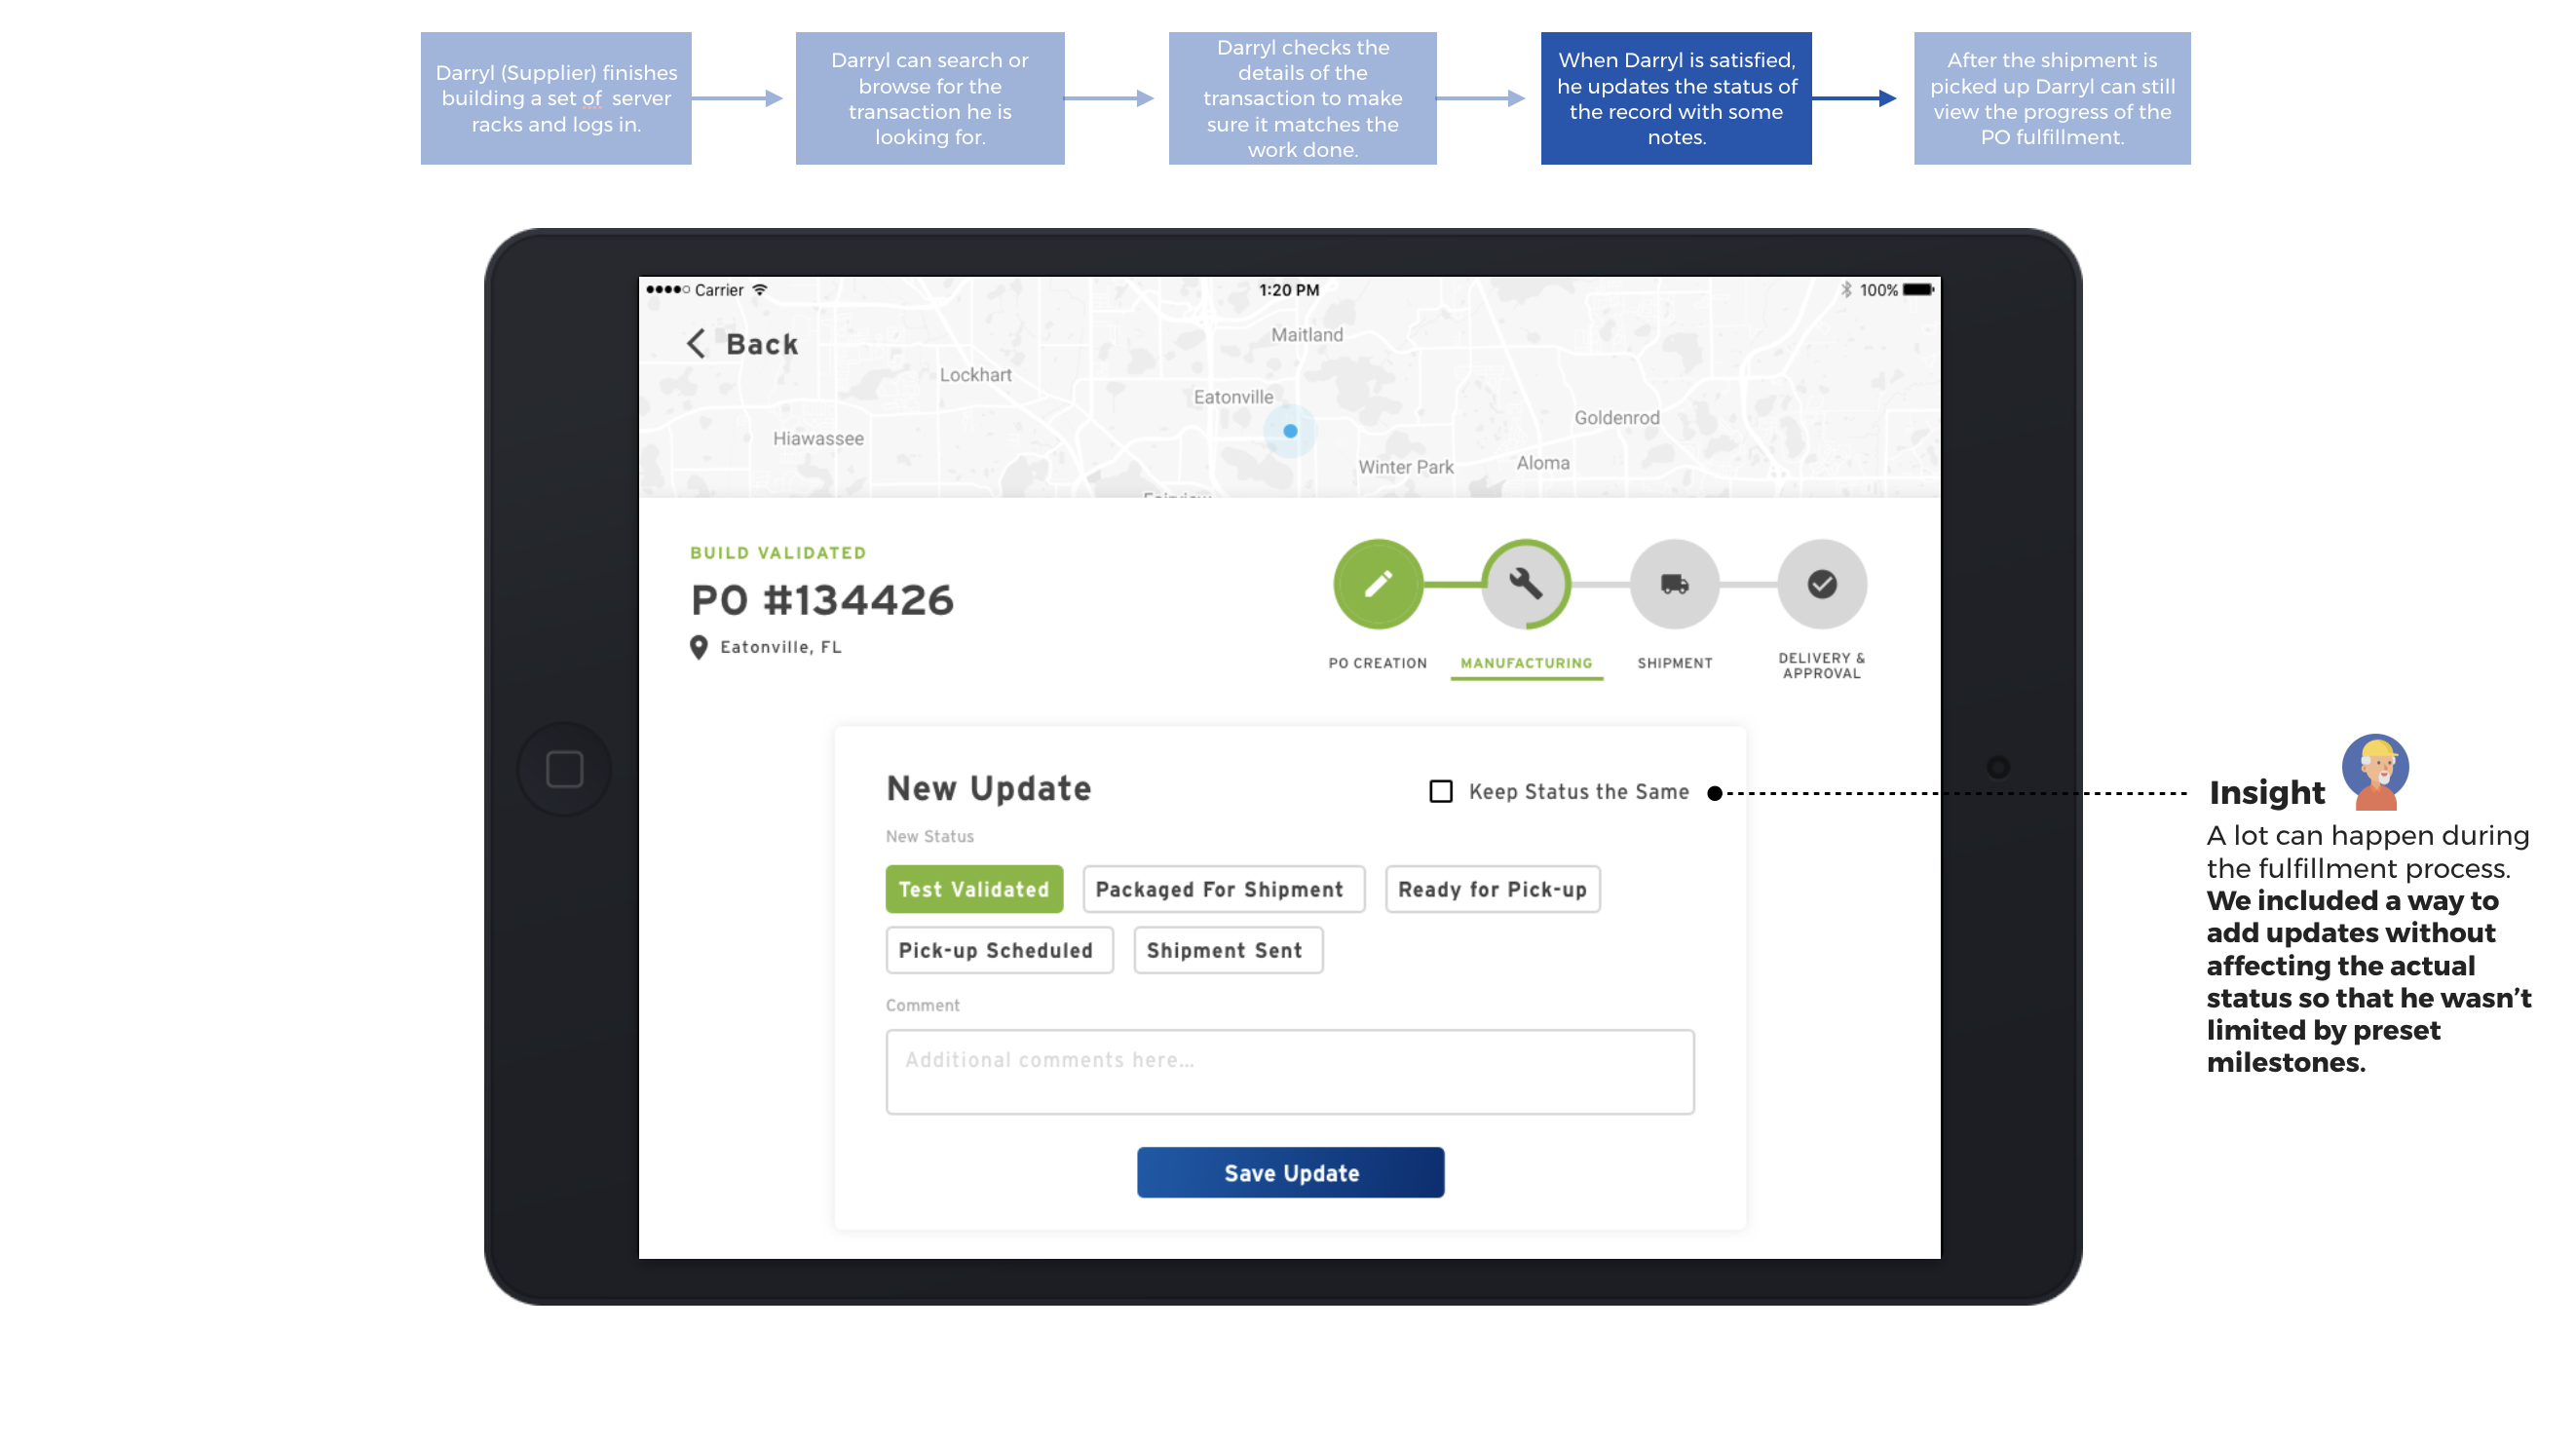 Darryl (Supplier) finishes
building a set of  server
racks and logs in.
Darryl can search or
browse for the
transaction he is
looking for.
Darryl checks the
details of the
transaction to make
sure it matches the
work done.
When Darryl is satisfied,
he updates the status of
the record with some
notes.
After the shipment is
picked up Darryl can still
view the progress of the
PO fulfillment.
Carrier
1:20 PM
100%
Back
Maitland
Lockhart
Eatonville
Goldenrod
Hiawassee
Winter Park
Aloma
BUILD VALIDATED
PO #134426
Eatonville, FL
PO CREATION
MANUFACTURING
SHIPMENT
DELIVERY &
APPROVAL
New Update
Keep Status the Same
New Status
Test Validated
Packaged For Shipment
Ready for Pick-up
Pick-up Scheduled
Shipment Sent
Comment
Additional comments here...
Save Update
Insight
A lot can happen during
the fulfillment process.
We included a way to
add updates without
affecting the actual
status so that he wasn’t
limited by preset
milestones.